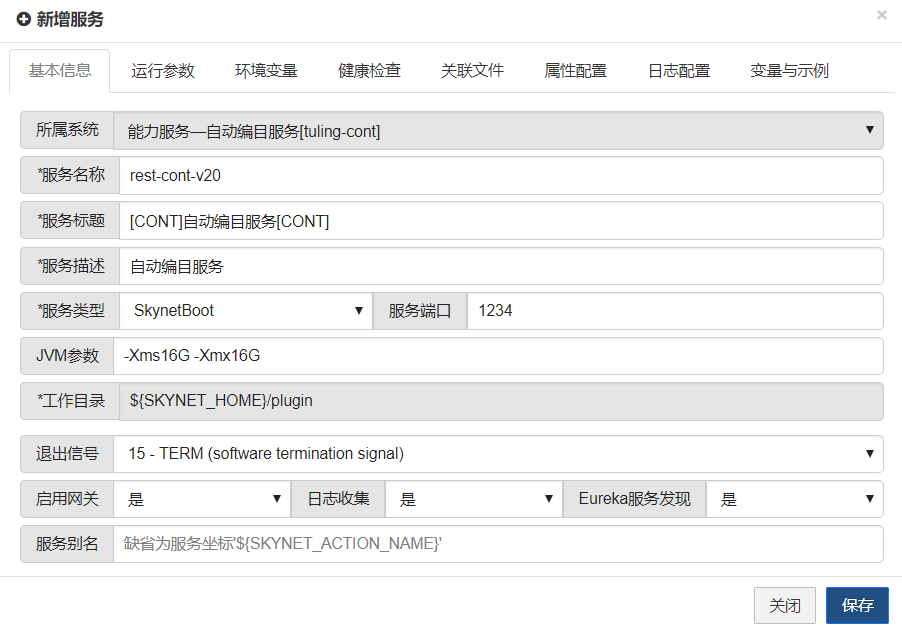 新增服务 ×
基本信息 运行参数 环境变量 健康检查 关联文件 属性配置 日志配置 变量与示例
所属系统 能力服务—自动编目服务[tuling-cont]
*服务名称 rest-cont-v20
*服务标题 [CONT]自动编目服务[CONT]
*服务描述 自动编目服务
*服务类型 SkynetBoot 服务端口 1234
JVM参数 -Xms16G -Xmx16G
*工作目录 ${SKYNET_HOME}/plugin
退出信号 15 - TERM (software termination signal)
启用网关 是 日志收集 是 Eureka服务发现 是
服务别名 缺省为服务坐标'${SKYNET_ACTION_NAME}'
关闭 保存